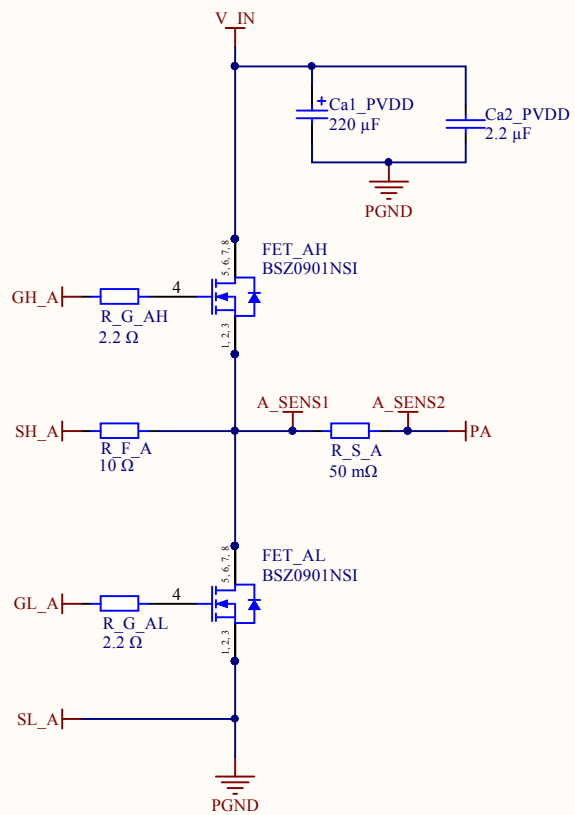 V_IN
+
Ca1_PVDD
220 µF
Ca2_PVDD
2.2 µF
PGND
5, 6, 7, 8
FET_AH
BSZ0901NSI
GH_A
4
R_G_AH
2.2 Ω
1, 2, 3
A_SENS1
A_SENS2
SH_A
R_F_A
10 Ω
R_S_A
50 mΩ
PA
5, 6, 7, 8
FET_AL
BSZ0901NSI
GL_A
4
R_G_AL
2.2 Ω
1, 2, 3
SL_A
PGND